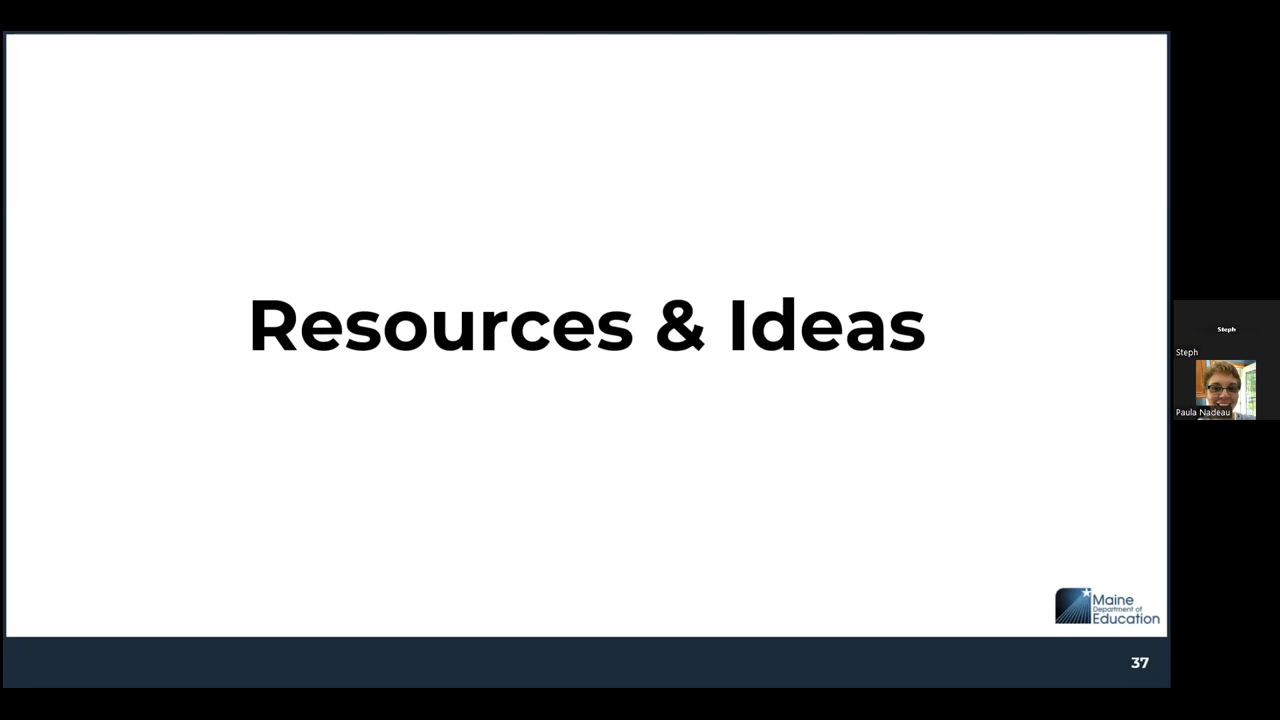 Resources & Ideas
Maine
Department of
Education
37
Steph
Steph
Paula Nadeau